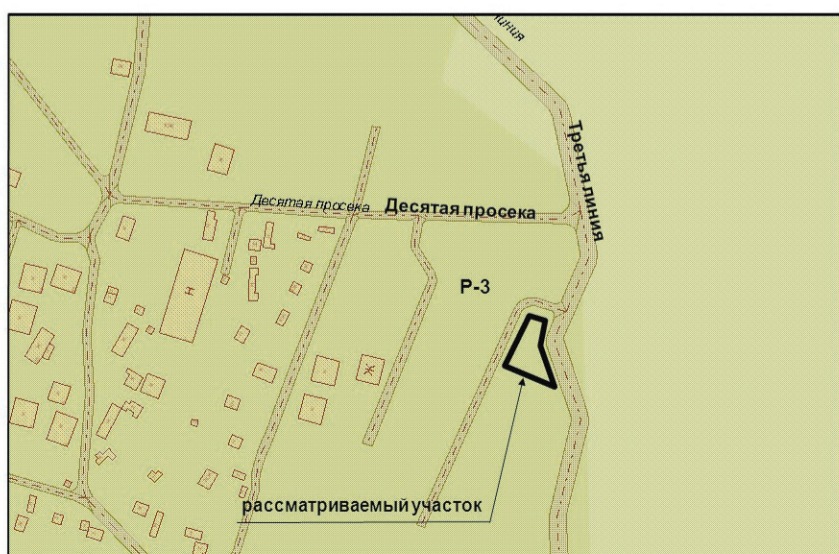 линия
Третья линия
Десятая просека
Десятая просека
Р-3
рассматриваемый участок